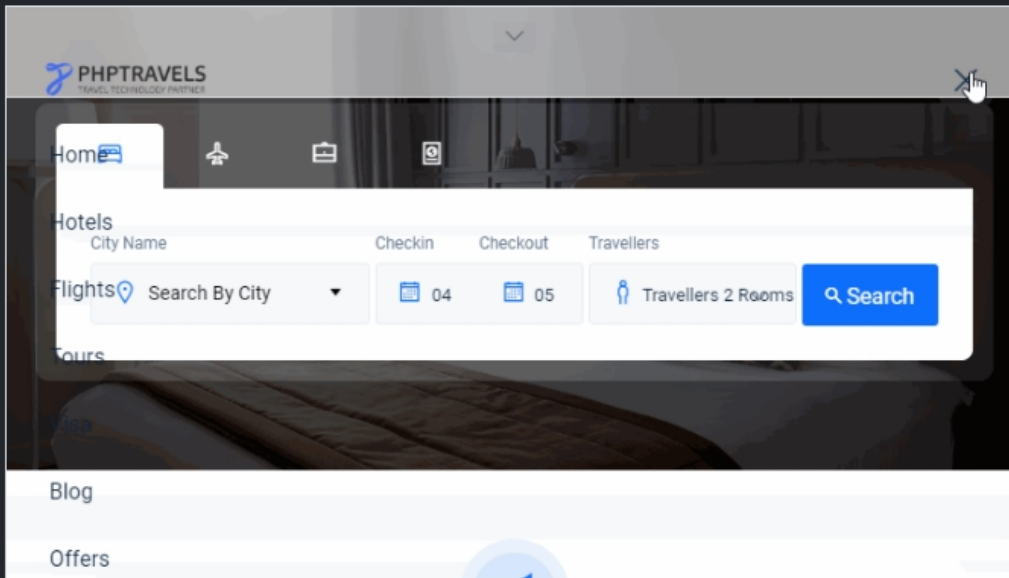 PHPTRAVELS
TRAVEL TECHNOLOGY PARTNER
Home
Hotels
City Name Checkin Checkout Travellers
Flights Search By City 04 05 Travellers 2 Rooms Search
Tours
Visa
Blog
Offers